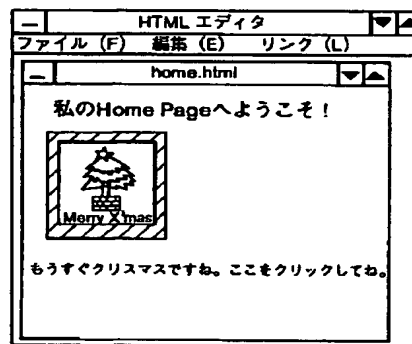 HTML エディタ
ファイル (F) 編集 (E) リンク (L)
home.html
私のHome Pageへようこそ！
Merry X'mas
もうすぐクリスマスですね。ここをクリックしてね。